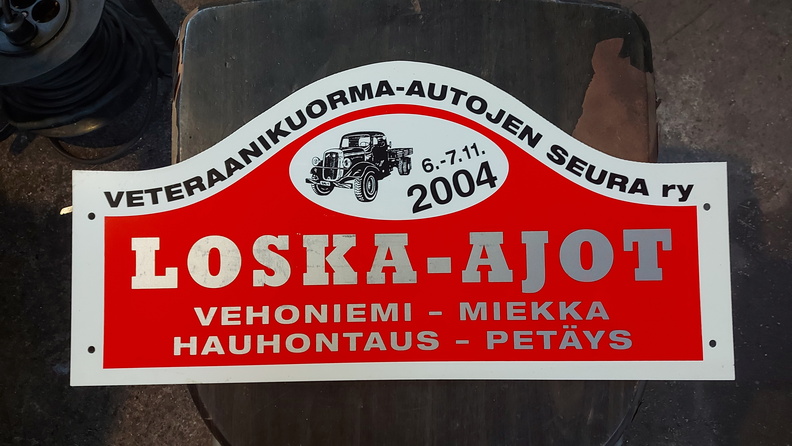 VETERAANIKUORMA-AUTOJEN SEURA ry
6.-7.11.
2004
LOSKA-AJOT
VEHONIEMI - MIEKKA
HAUHONTAUS - PETÄYS